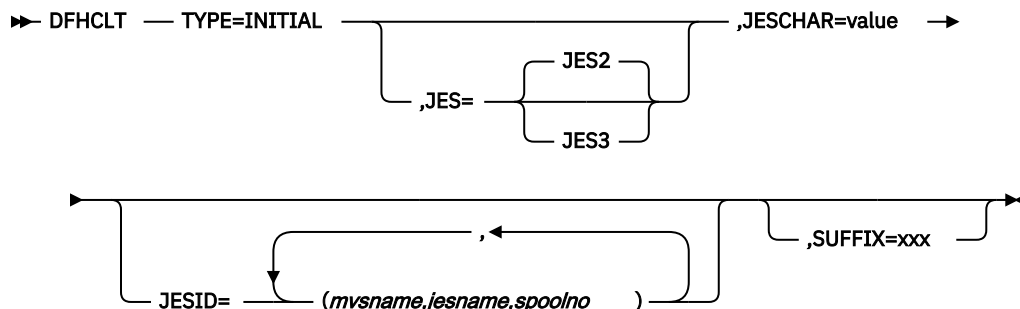 DFHCLT TYPE=INITIAL ,JESCHAR=value
JES2
,JES=
JES3
,
,SUFFIX=xxx
JESID= (mvsname,jesname,spoolno )